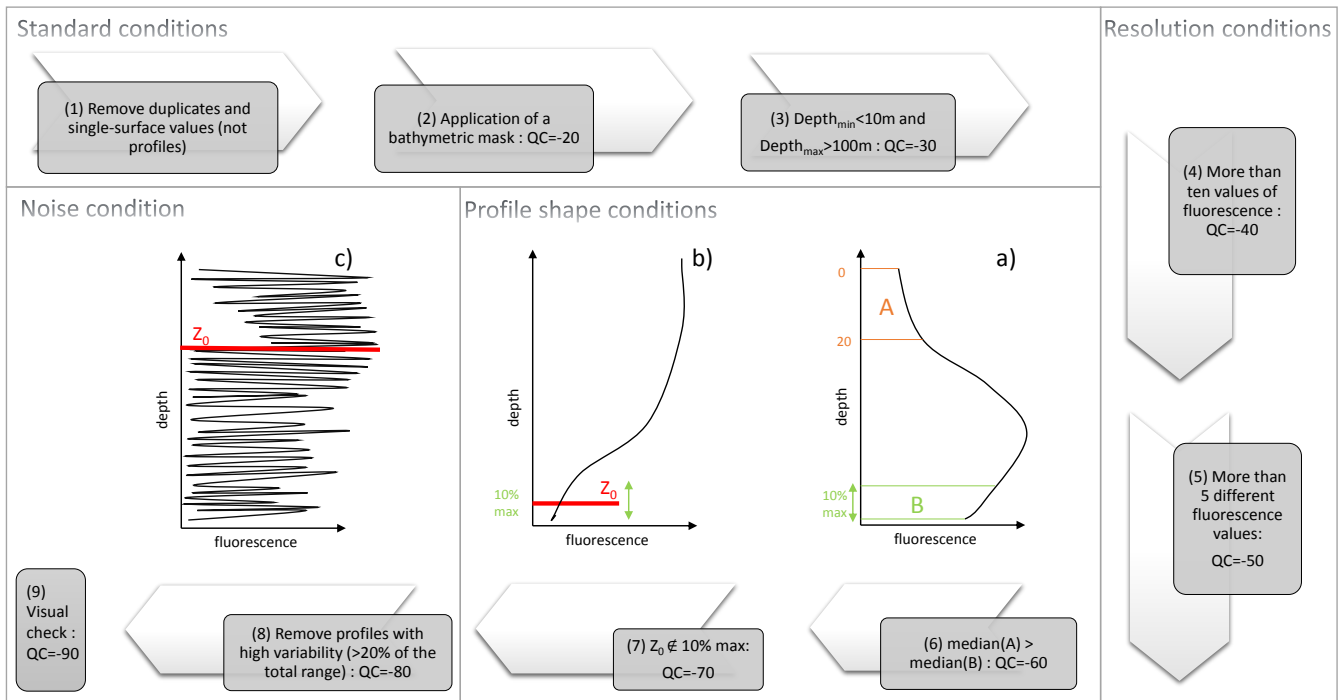 Standard conditions
(1) Remove duplicates and
single-surface values (not
profiles)
(2) Application of a
bathymetric mask : QC=-20
(3) Depthmin<10m and
Depthmax>100m : QC=-30
Resolution conditions
(4) More than
ten values of
fluorescence :
QC=-40
(5) More than
5 different
fluorescence
values:
QC=-50
Noise condition
c)
Z0
depth
fluorescence
Profile shape conditions
b)
depth
10%
max
Z0
fluorescence
a)
0
A
20
depth
10%
max
B
fluorescence
(6) median(A) >
median(B) : QC=-60
(7) Z0 ∉ 10% max:
QC=-70
(8) Remove profiles with
high variability (>20% of the
total range) : QC=-80
(9)
Visual
check :
QC=-90